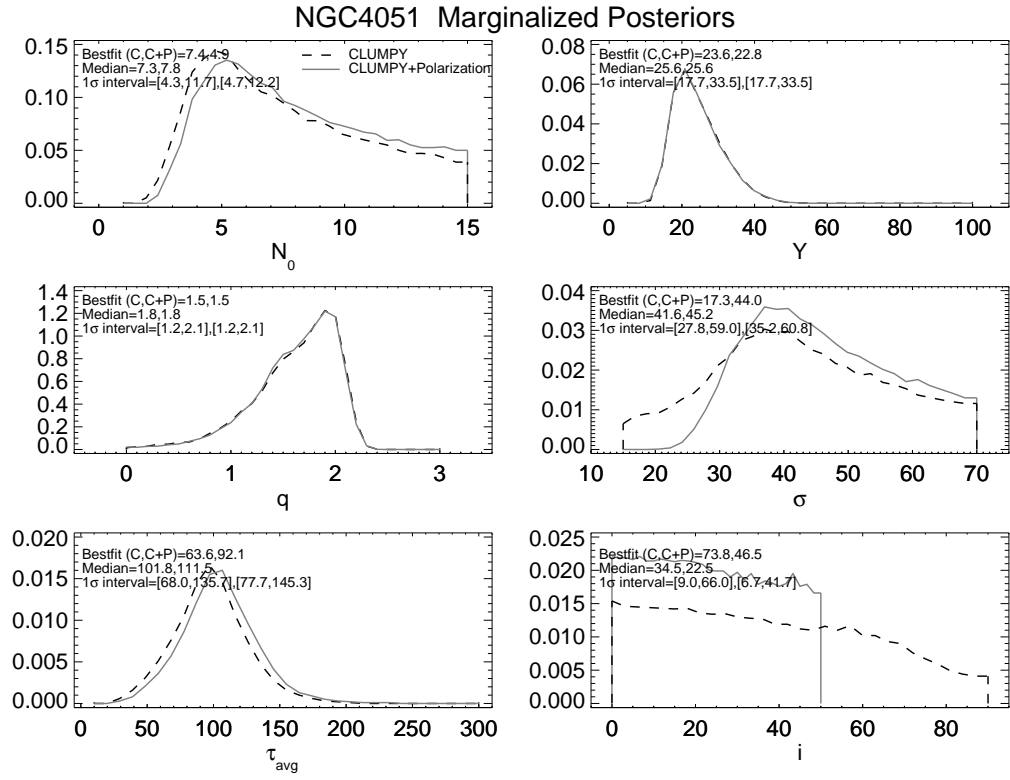 NGC4051 Marginalized Posteriors
Bestfit (C,C+P)=7.4,4.9
Median=7.3,7.8
1σ interval=[4.3,11.7],[4.7,12.2]
CLUMPY
CLUMPY+Polarization
0.15
0.10
0.05
0.00
0 5 10 15
N0
Bestfit (C,C+P)=23.6,22.8
Median=25.6,25.6
1σ interval=[17.7,33.5],[17.7,33.5]
0.08
0.06
0.04
0.02
0.00
0 20 40 60 80 100
Y
Bestfit (C,C+P)=1.5,1.5
Median=1.8,1.8
1σ interval=[1.2,2.1],[1.2,2.1]
1.4
1.2
1.0
0.8
0.6
0.4
0.2
0.0
0 1 2 3
q
Bestfit (C,C+P)=17.3,44.0
Median=41.6,45.2
1σ interval=[27.8,59.0],[35.2,60.8]
0.04
0.03
0.02
0.01
0.00
10 20 30 40 50 60 70
σ
Bestfit (C,C+P)=63.6,92.1
Median=101.8,111.5
1σ interval=[68.0,135.7],[77.7,145.3]
0.020
0.015
0.010
0.005
0.000
0 50 100 150 200 250 300
τavg
Bestfit (C,C+P)=73.8,46.5
Median=34.5,22.5
1σ interval=[9.0,66.0],[6.7,41.7]
0.025
0.020
0.015
0.010
0.005
0.000
0 20 40 60 80
i